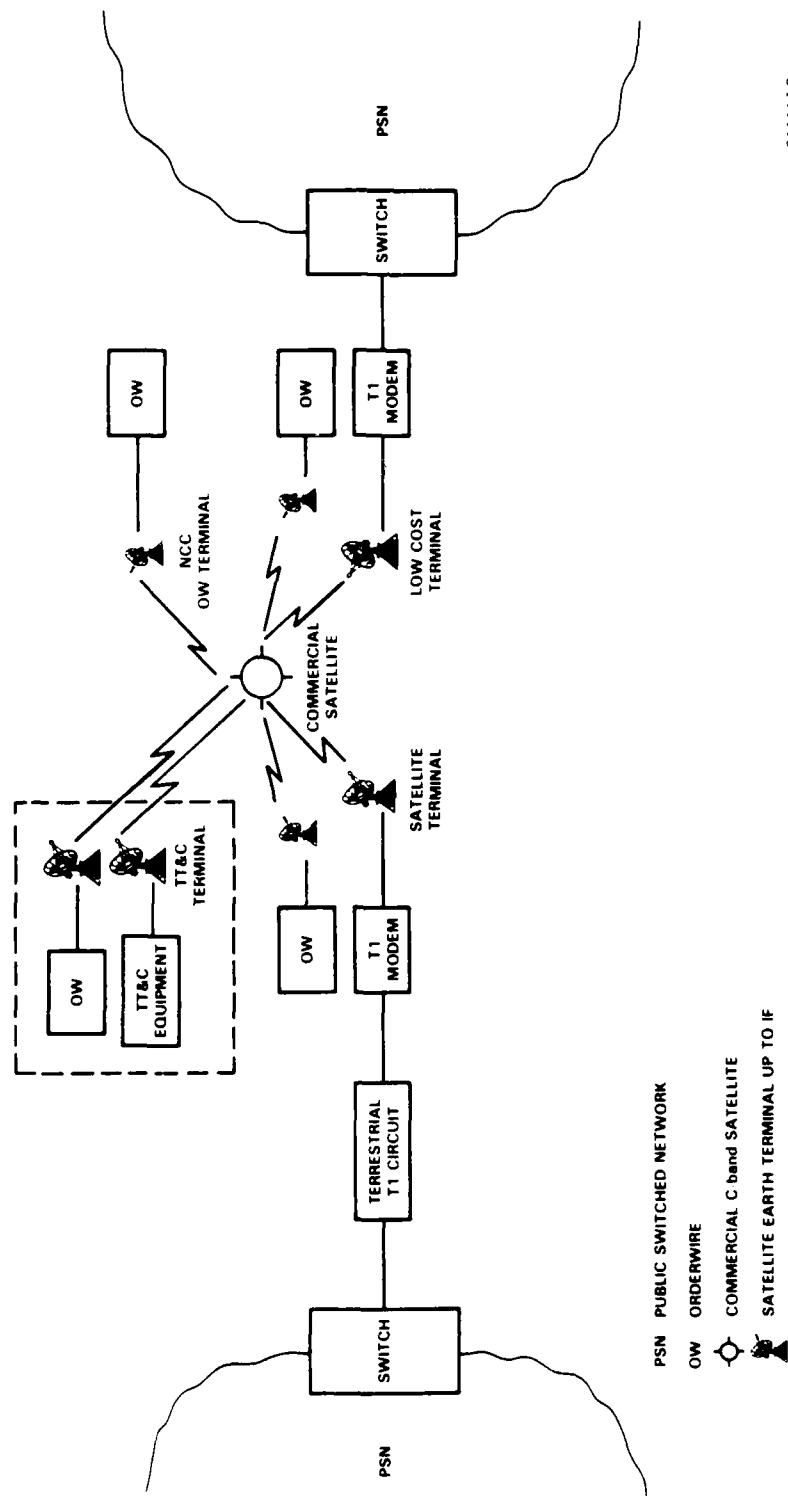 OW
TT&C
EQUIPMENT
TT&C
TERMINAL
NCC
OW TERMINAL
OW
OW
COMMERCIAL
SATELLITE
OW
PSN
SWITCH
TERRESTRIAL
T1 CIRCUIT
T1
MODEM
SATELLITE
TERMINAL
LOW COST
TERMINAL
T1
MODEM
SWITCH
PSN
PSN PUBLIC SWITCHED NETWORK
OW ORDERWIRE
COMMERCIAL C-band SATELLITE
SATELLITE EARTH TERMINAL UP TO IF